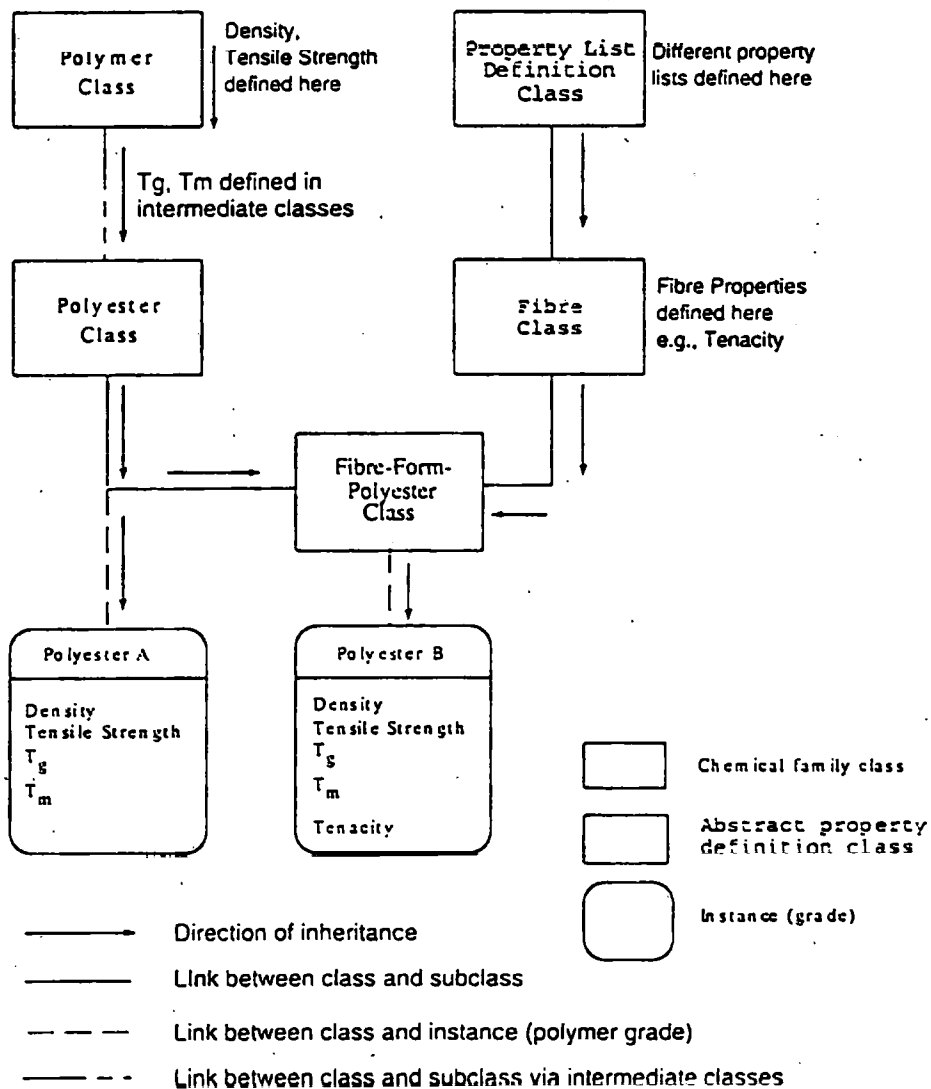 Polymer
Class
Density,
Tensile Strength
defined here
Property List
Definition
Class
Different property
lists defined here
Tg, Tm defined in
intermediate classes
Polyester
Class
Fibre
Class
Fibre Properties
defined here
e.g., Tenacity
Fibre-Form-
Polyester
Class
Polyester A
Density
Tensile Strength
Tg
Tm
Polyester B
Density
Tensile Strength
Tg
Tm
Tenacity
Chemical family class
Abstract property
definition class
Instance (grade)
Direction of inheritance
Link between class and subclass
Link between class and instance (polymer grade)
Link between class and subclass via intermediate classes